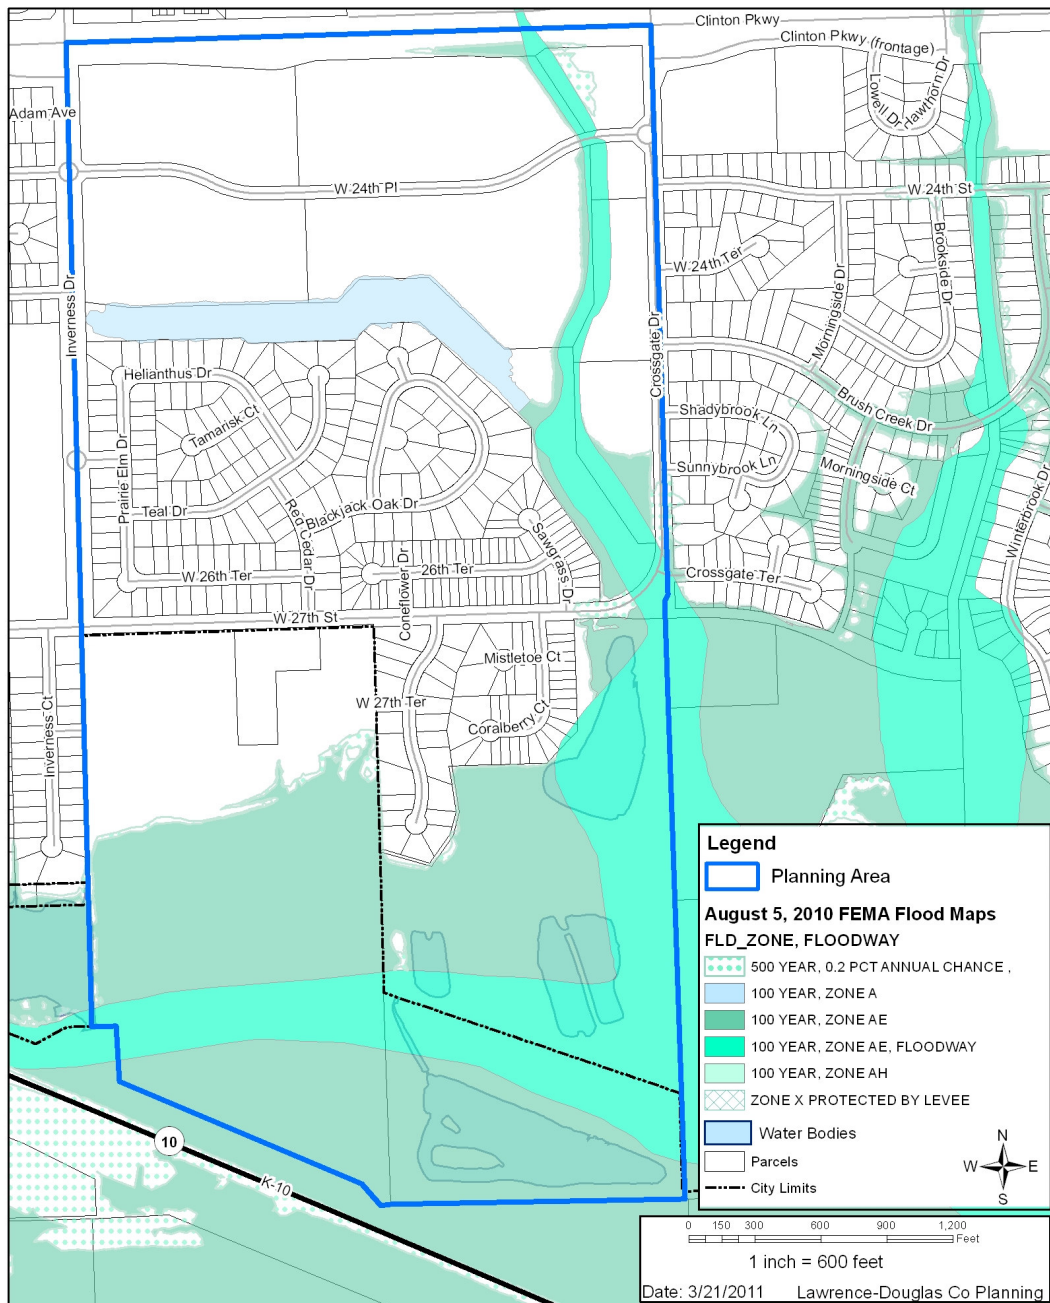 Clinton Pkwy
Clinton Pkwy (frontage)
Lowell Dr
Hawthorn Dr
Adam Ave
W 24th Pl
W 24th St
W 24th Ter
Brookside Dr
Morningside Dr
Inverness Dr
Crossgate Dr
Helianthus Dr
Tamarisk Ct
Prairie Elm Dr
Teal Dr
Red Cedar Dr
Blackjack Oak Dr
Brush Creek Dr
Shadybrook Ln
Sunnybrook Ln
Morningside Ct
Winterbrook Dr
Sawgrass Dr
W 26th Ter
Coneflower Dr
26th Ter
Crossgate Ter
W 27th St
Mistletoe Ct
W 27th Ter
Coralberry Ct
Inverness Ct
10
K-10
Legend
Planning Area
August 5, 2010 FEMA Flood Maps
FLD_ZONE, FLOODWAY
500 YEAR, 0.2 PCT ANNUAL CHANCE ,
100 YEAR, ZONE A
100 YEAR, ZONE AE
100 YEAR, ZONE AE, FLOODWAY
100 YEAR, ZONE AH
ZONE X PROTECTED BY LEVEE
Water Bodies
Parcels
City Limits
N
W E
S
0 150 300 600 900 1,200
Feet
1 inch = 600 feet
Date: 3/21/2011 Lawrence-Douglas Co Planning